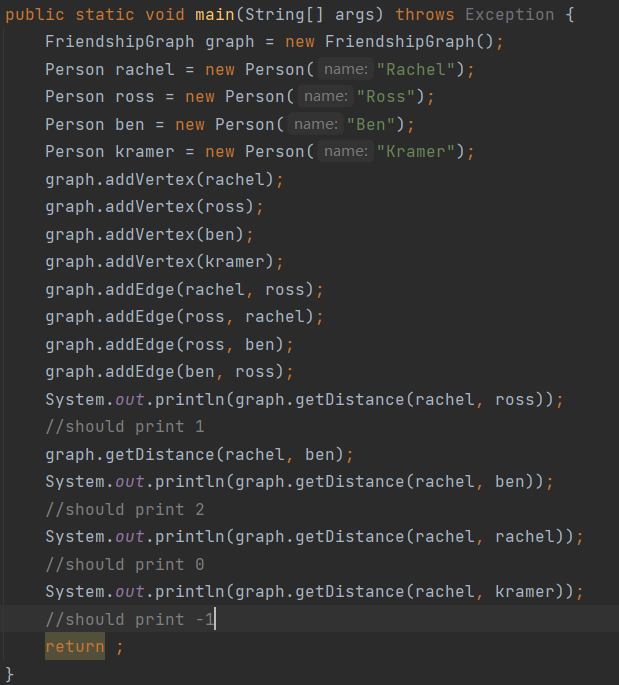 public static void main(String[] args) throws Exception {
    FriendshipGraph graph = new FriendshipGraph();
    Person rachel = new Person( name: "Rachel");
    Person ross = new Person( name: "Ross");
    Person ben = new Person( name: "Ben");
    Person kramer = new Person( name: "Kramer");
    graph.addVertex(rachel);
    graph.addVertex(ross);
    graph.addVertex(ben);
    graph.addVertex(kramer);
    graph.addEdge(rachel, ross);
    graph.addEdge(ross, rachel);
    graph.addEdge(ross, ben);
    graph.addEdge(ben, ross);
    System.out.println(graph.getDistance(rachel, ross));
    //should print 1
    graph.getDistance(rachel, ben);
    System.out.println(graph.getDistance(rachel, ben));
    //should print 2
    System.out.println(graph.getDistance(rachel, rachel));
    //should print 0
    System.out.println(graph.getDistance(rachel, kramer));
    //should print -1
    return ;
}